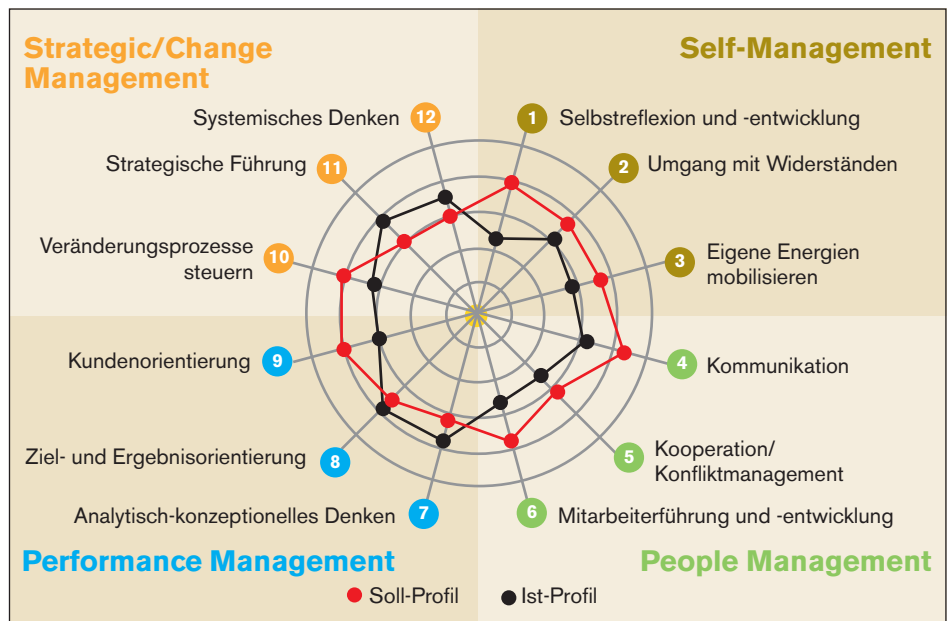 Strategic/Change
Management
Self-Management
Systemisches Denken
12
1
Selbstreflexion und -entwicklung
Strategische Führung
11
2
Umgang mit Widerständen
Veränderungsprozesse
steuern
10
3
Eigene Energien
mobilisieren
Kundenorientierung
9
4
Kommunikation
Ziel- und Ergebnisorientierung
8
5
Kooperation/
Konfliktmanagement
Analytisch-konzeptionelles Denken
7
6
Mitarbeiterführung und -entwicklung
Performance Management
People Management
Soll-Profil
Ist-Profil